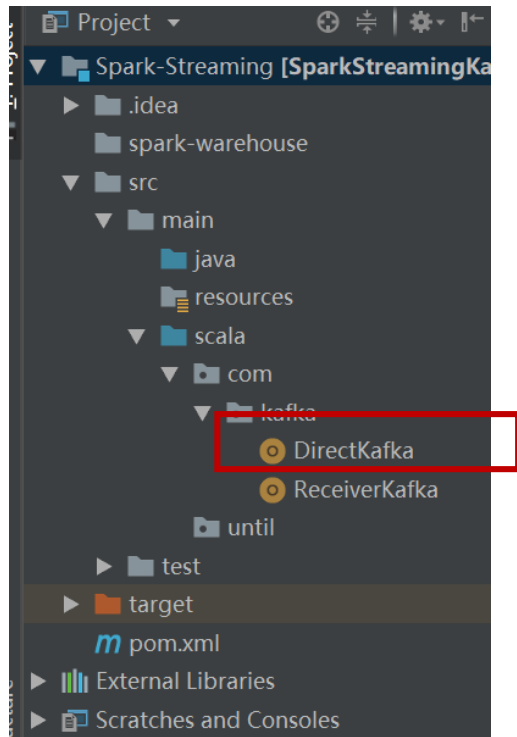 Project
Spark-Streaming [SparkStreamingKa
.idea
spark-warehouse
src
main
java
resources
scala
com
kafka
DirectKafka
ReceiverKafka
until
test
target
pom.xml
External Libraries
Scratches and Consoles